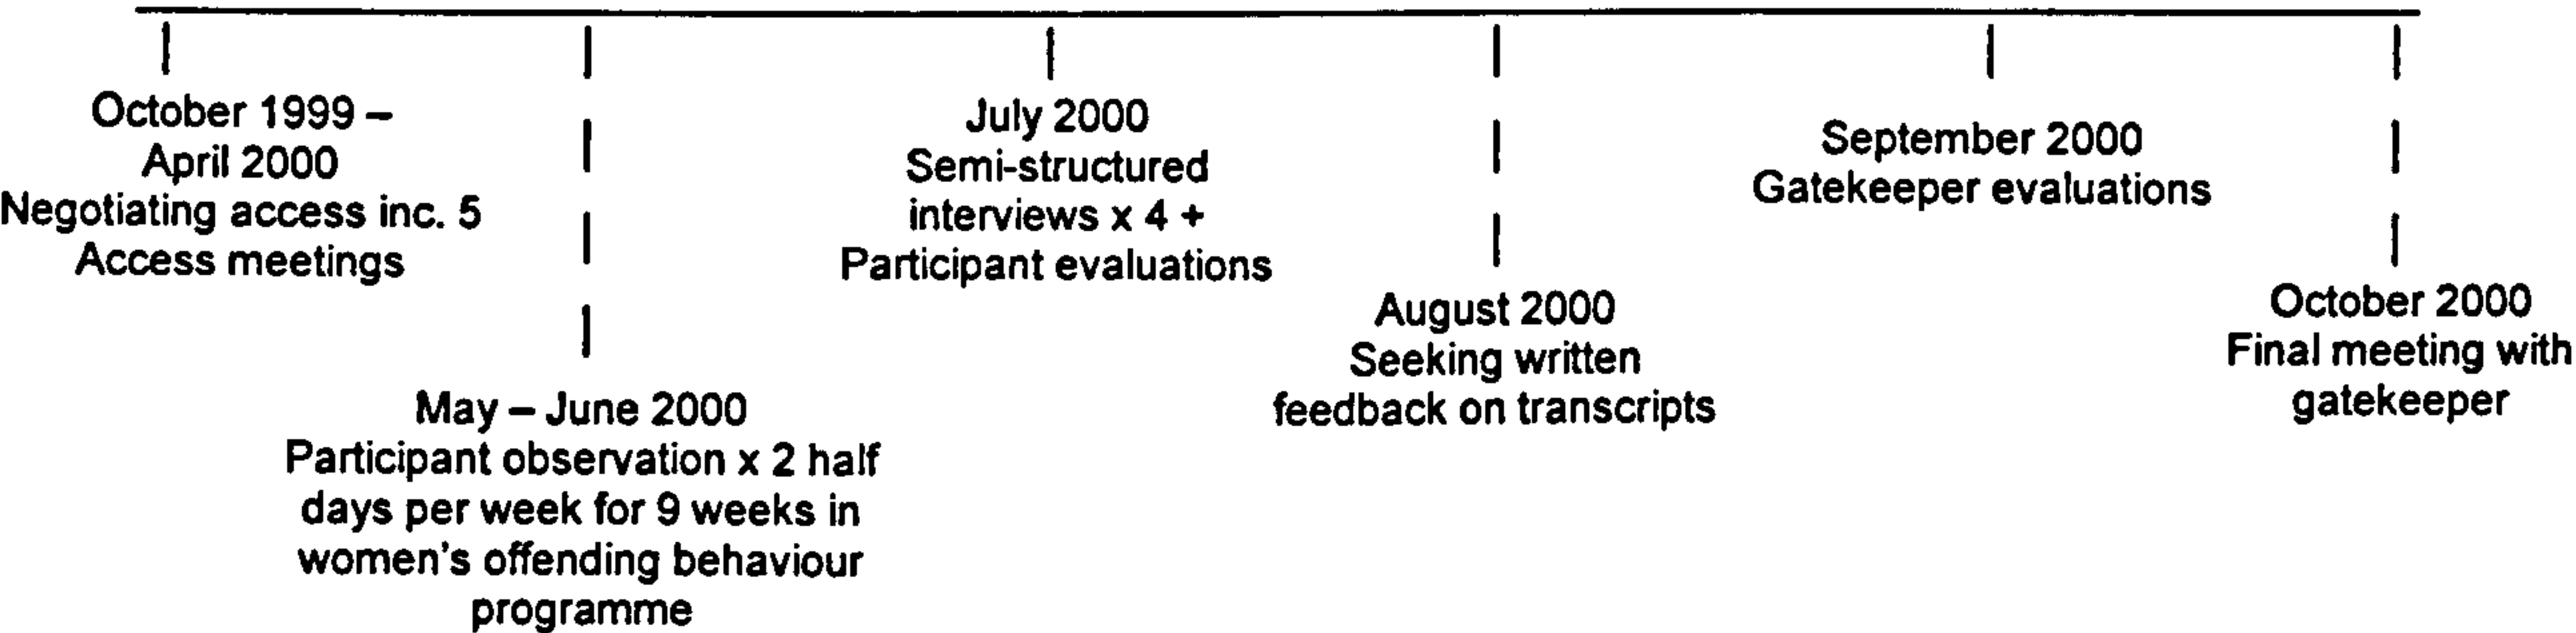 October 1999 –
April 2000
Negotiating access inc. 5
Access meetings
May – June 2000
Participant observation x 2 half
days per week for 9 weeks in
women's offending behaviour
programme
July 2000
Semi-structured
interviews x 4 +
Participant evaluations
August 2000
Seeking written
feedback on transcripts
September 2000
Gatekeeper evaluations
October 2000
Final meeting with
gatekeeper